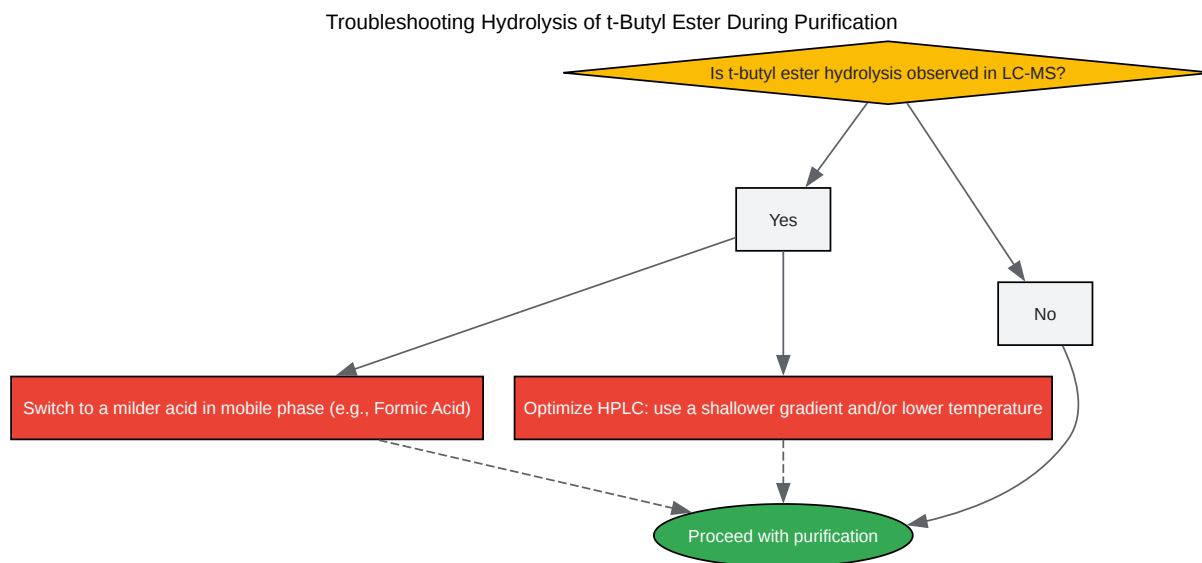 Troubleshooting Hydrolysis of t-Butyl Ester During Purification
Is t-butyl ester hydrolysis observed in LC-MS?
Yes
No
Switch to a milder acid in mobile phase (e.g., Formic Acid)
Optimize HPLC: use a shallower gradient and/or lower temperature
Proceed with purification